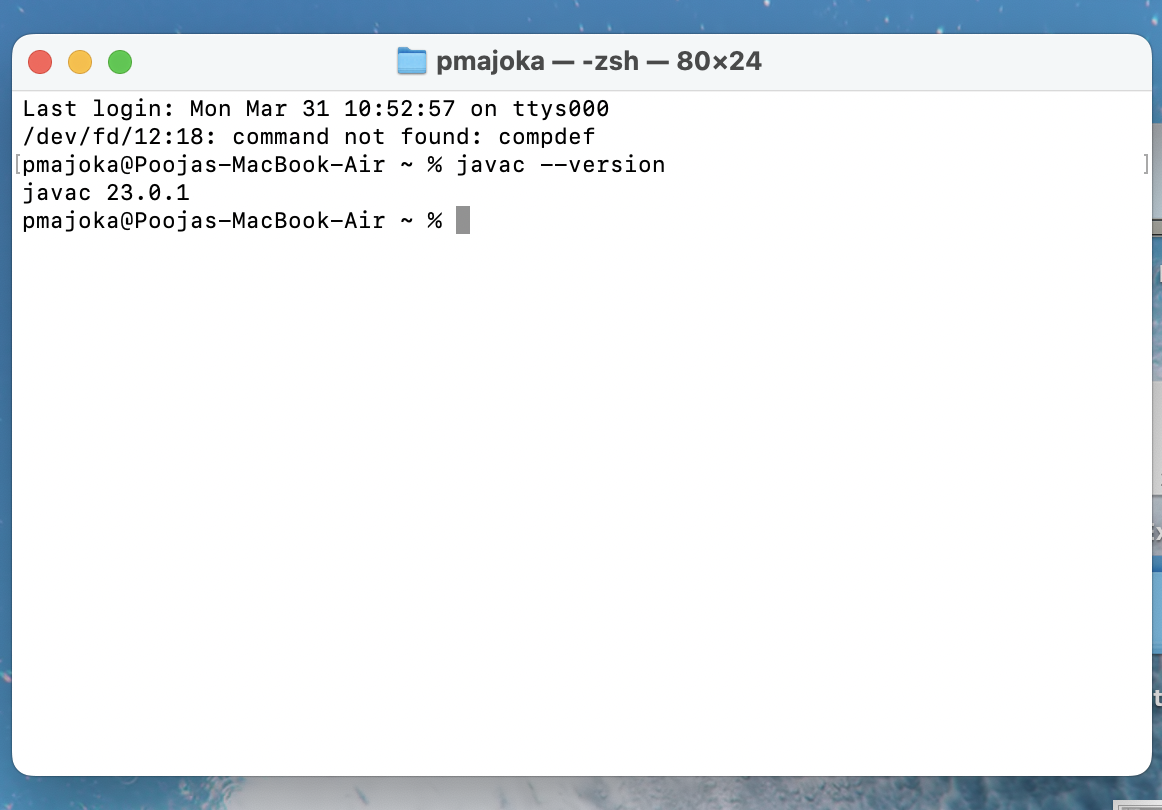 pmajoka — -zsh — 80×24
Last login: Mon Mar 31 10:52:57 on ttys000
/dev/fd/12:18: command not found: compdef
[pmajoka@Poojas-MacBook-Air ~ % javac --version ]
javac 23.0.1
pmajoka@Poojas-MacBook-Air ~ %